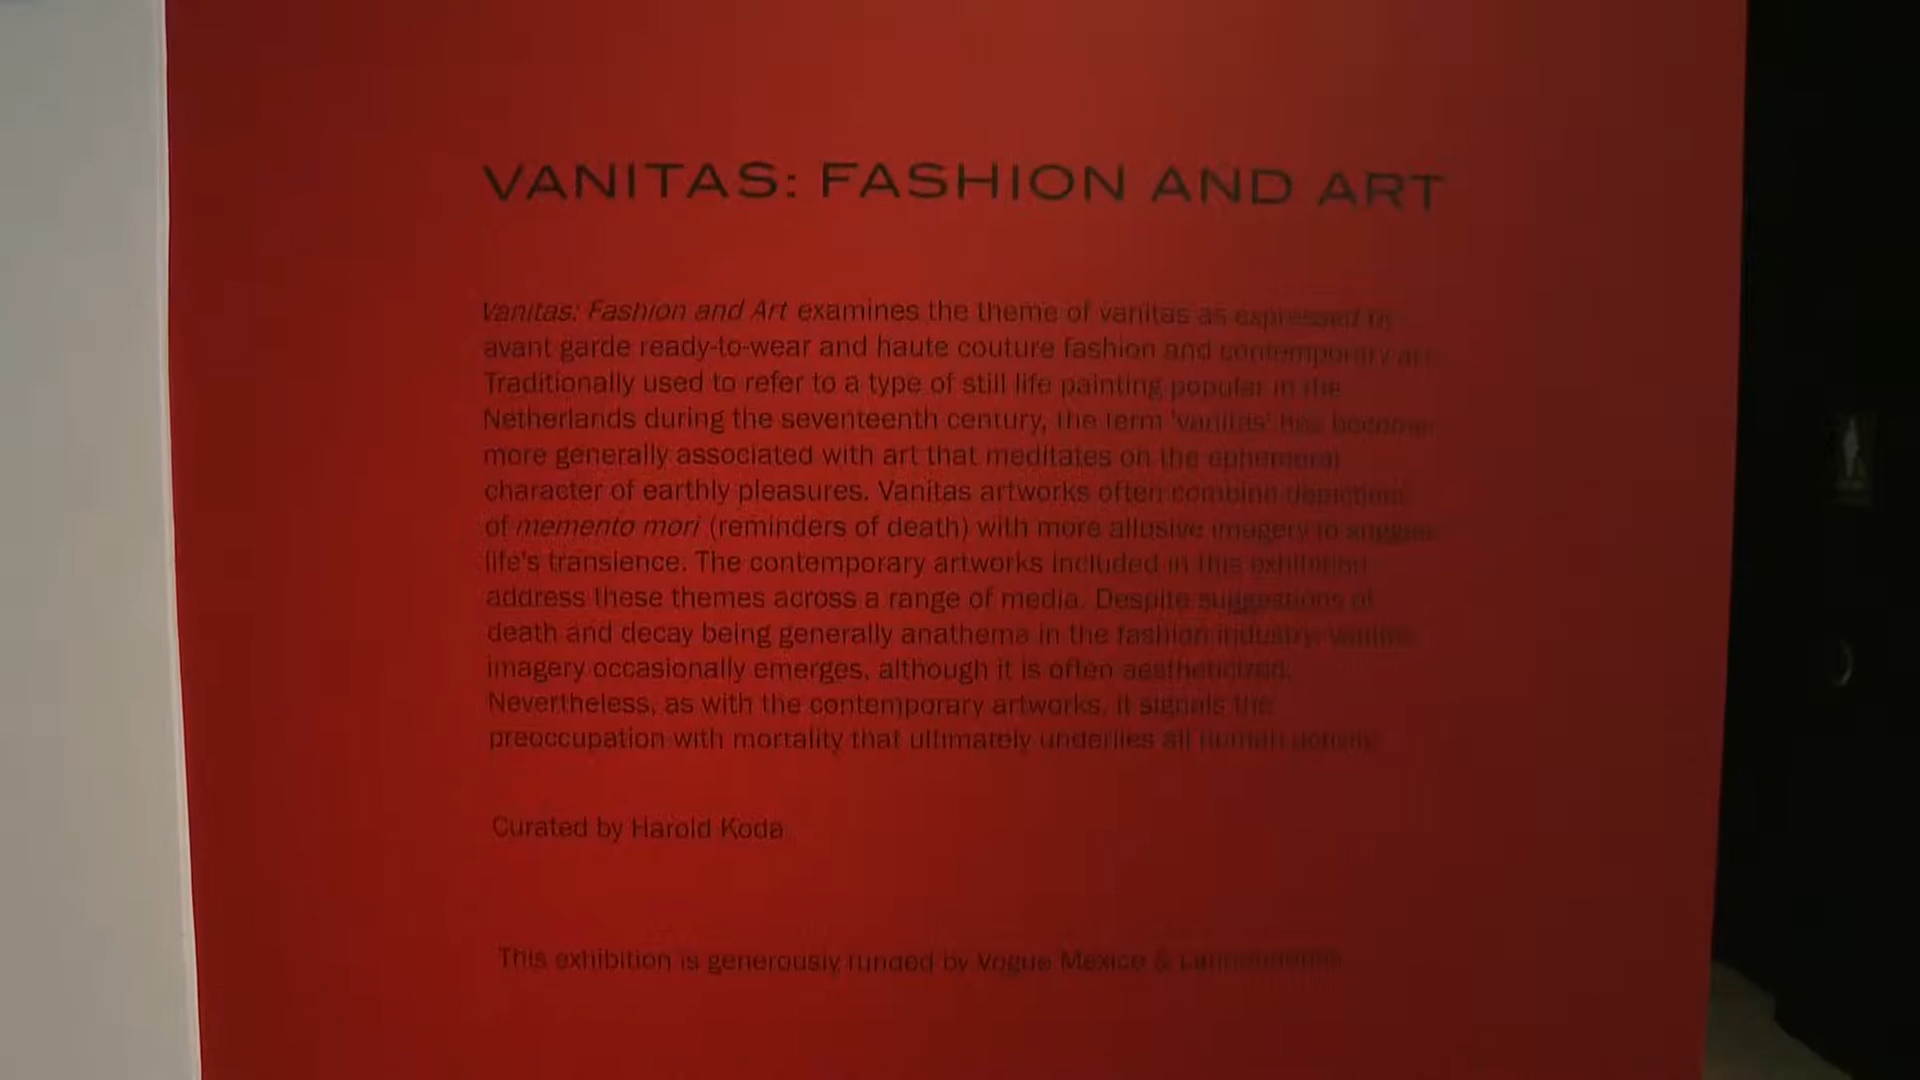 VANITAS: FASHION AND ART
Vanitas: Fashion and Art examines the theme of vanitas as expressed by
avant garde ready-to-wear and haute couture fashion and contemporary art.
Traditionally used to refer to a type of still life painting popular in the
Netherlands during the seventeenth century, the term 'vanitas' has become
more generally associated with art that meditates on the ephemeral
character of earthly pleasures. Vanitas artworks often combine depictions
of memento mori (reminders of death) with more allusive imagery to suggest
life's transience. The contemporary artworks included in this exhibition
address these themes across a range of media. Despite suggestions of
death and decay being generally anathema in the fashion industry, vanitas
imagery occasionally emerges, although it is often aestheticized.
Nevertheless, as with the contemporary artworks, it signals the
preoccupation with mortality that ultimately underlies all human activity.
Curated by Harold Koda
This exhibition is generously funded by Vogue Mexico &